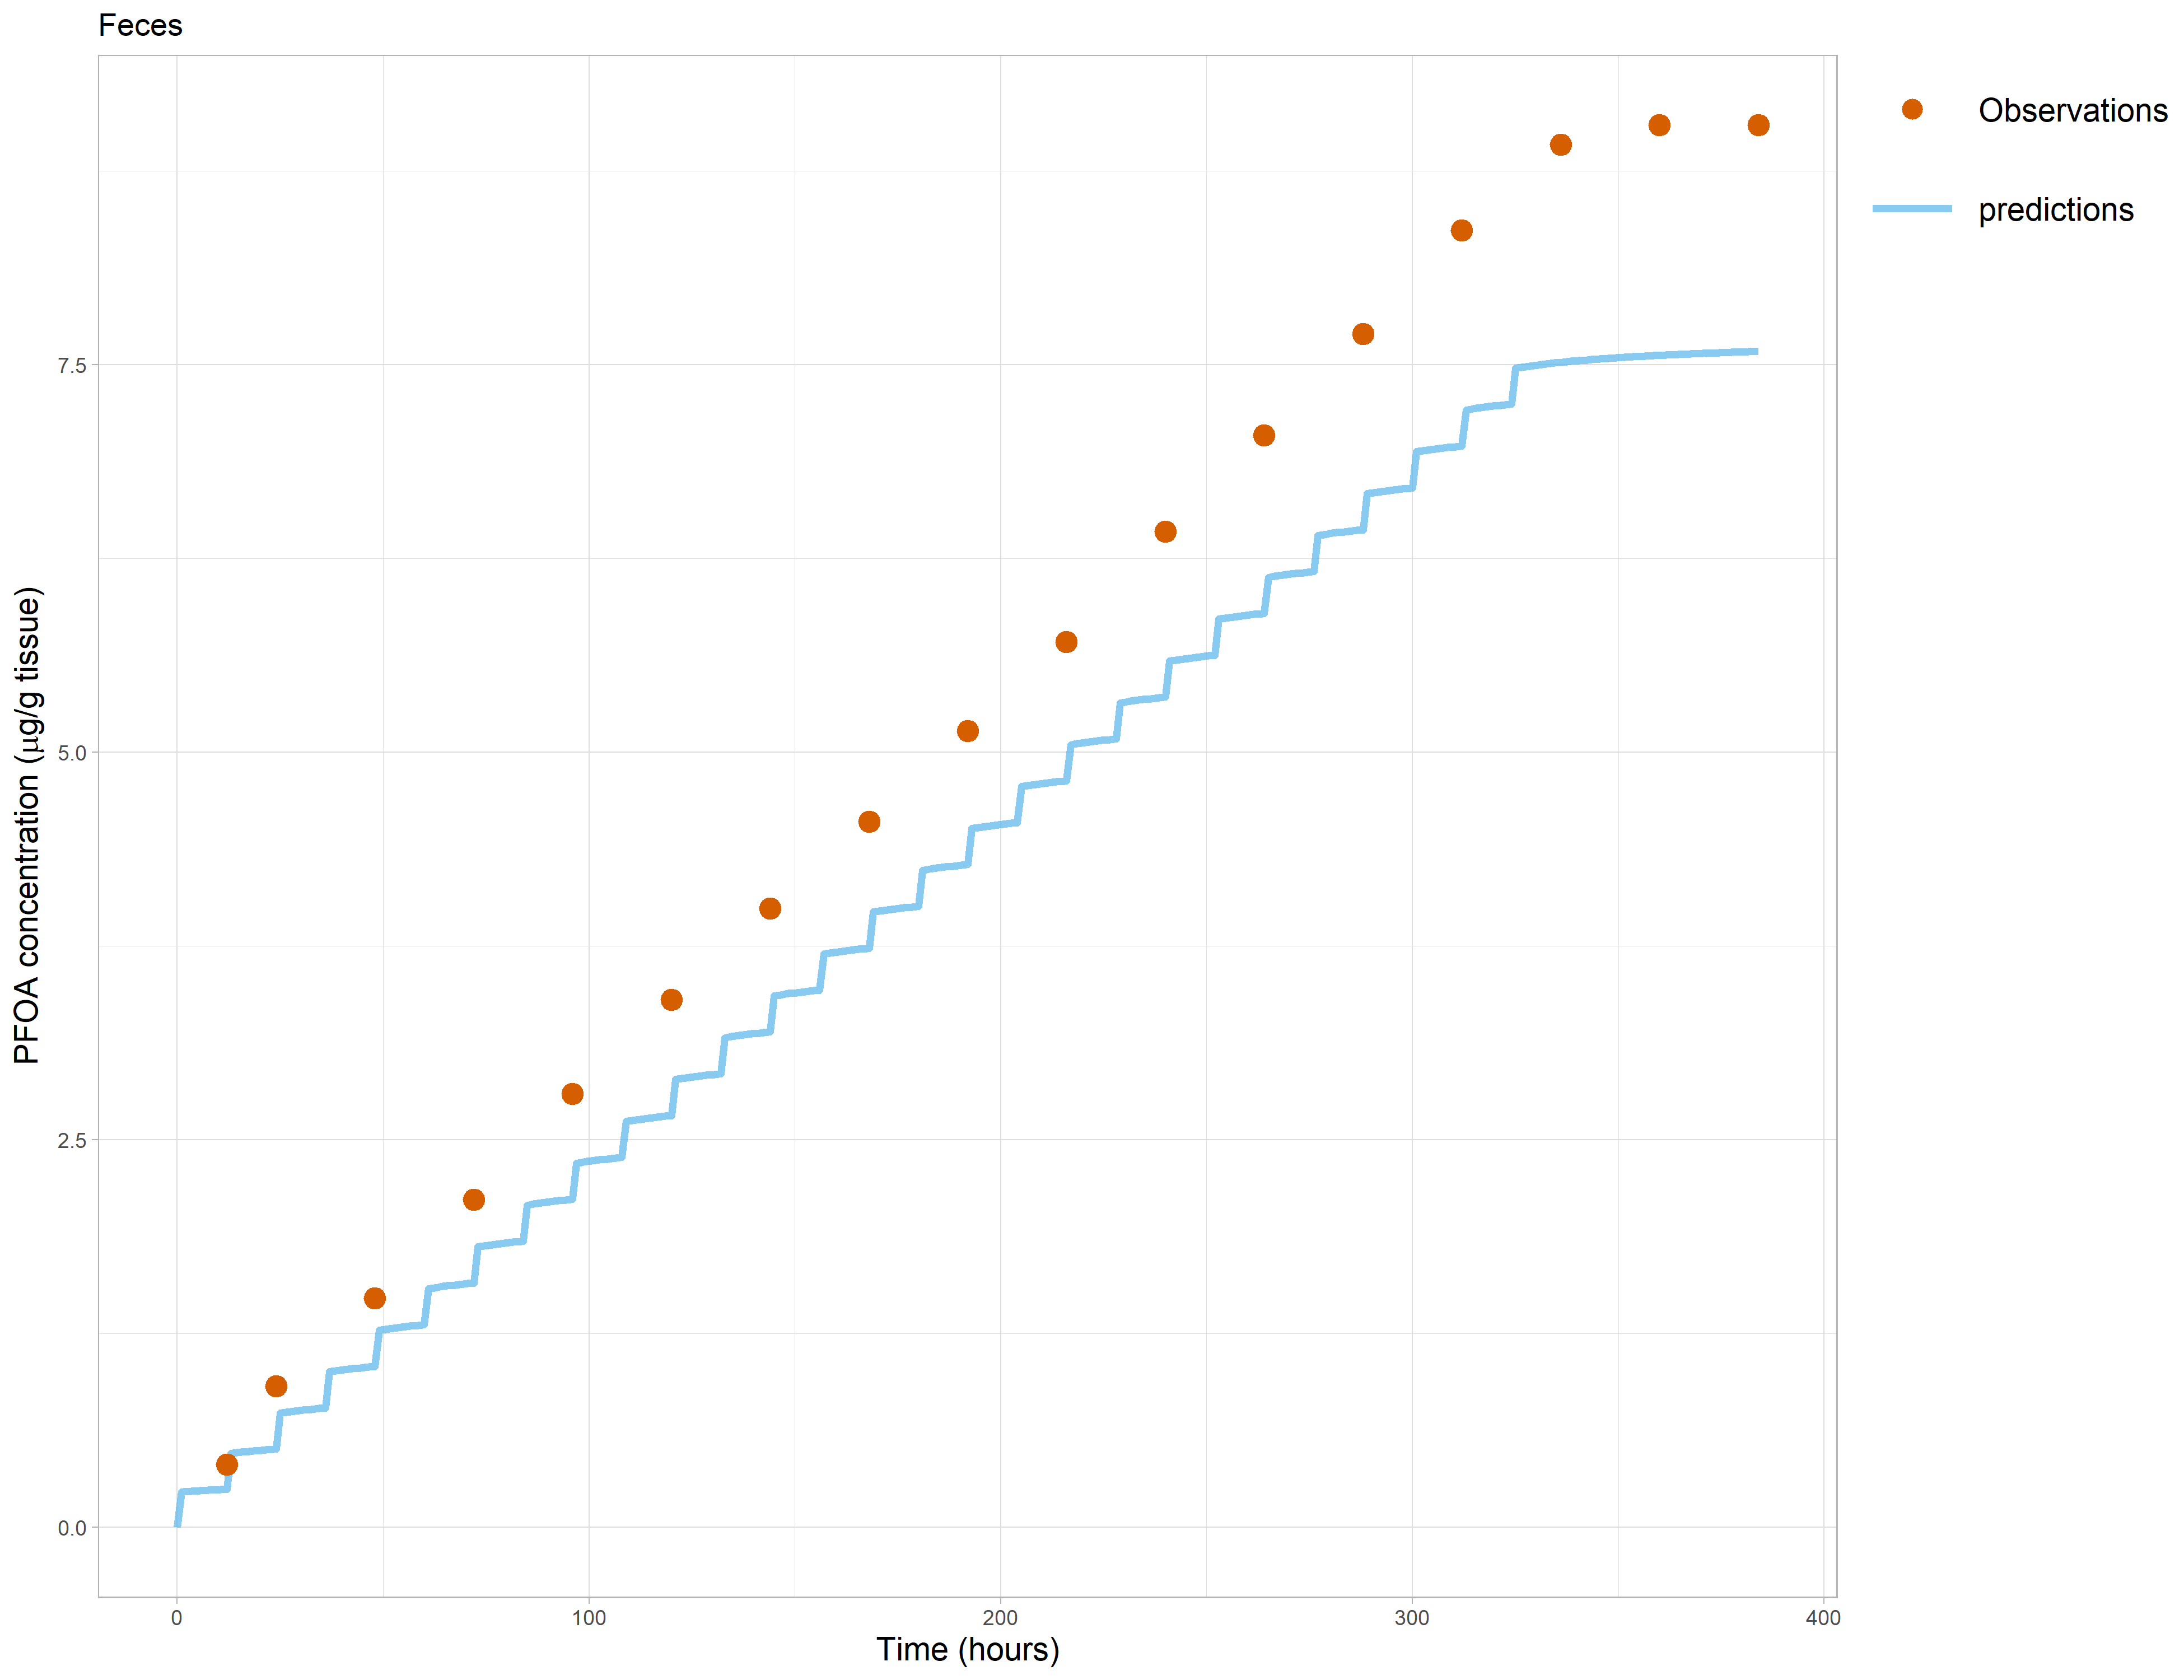 Feces
Observations
predictions
PFOA concentration (μg/g tissue)
7.5
5.0
2.5
0.0
0
100
200
300
400
Time (hours)